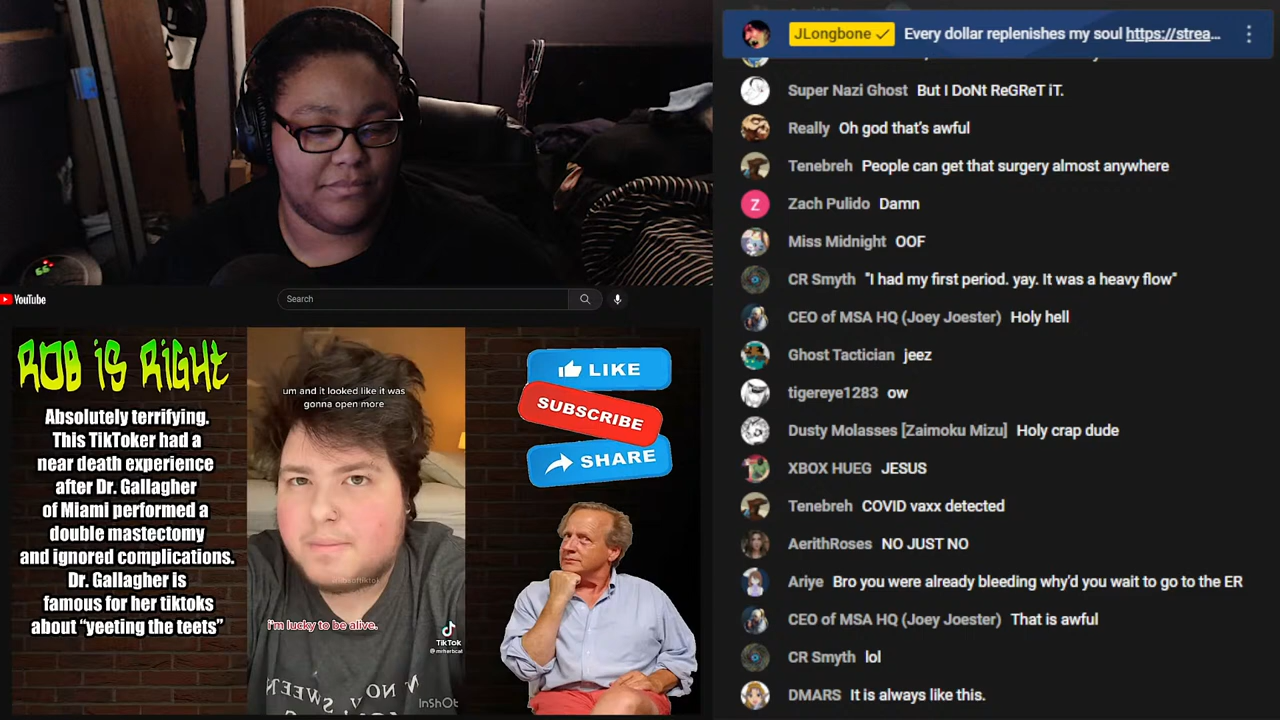 YouTube
Search
ROB iS RiGHT
Absolutely terrifying.
This TikToker had a
near death experience
after Dr. Gallagher
of Miami performed a
double mastectomy
and ignored complications.
Dr. Gallagher is
famous for her tiktoks
about “yeeting the teets”
um and it looked like it was
gonna open more
i'm lucky to be alive.
TikTok
InShOt
LIKE
SUBSCRIBE
SHARE
JLongbone Every dollar replenishes my soul https://strea...
Super Nazi Ghost But I DoNt ReGReT iT.
Really Oh god that's awful
Tenebreh People can get that surgery almost anywhere
Z Zach Pulido Damn
Miss Midnight OOF
CR Smyth "I had my first period. yay. It was a heavy flow"
CEO of MSA HQ (Joey Joester) Holy hell
Ghost Tactician jeez
tigereye1283 ow
Dusty Molasses [Zaimoku Mizu] Holy crap dude
XBOX HUEG JESUS
Tenebreh COVID vaxx detected
AerithRoses NO JUST NO
Ariye Bro you were already bleeding why'd you wait to go to the ER
CEO of MSA HQ (Joey Joester) That is awful
CR Smyth lol
DMARS It is always like this.